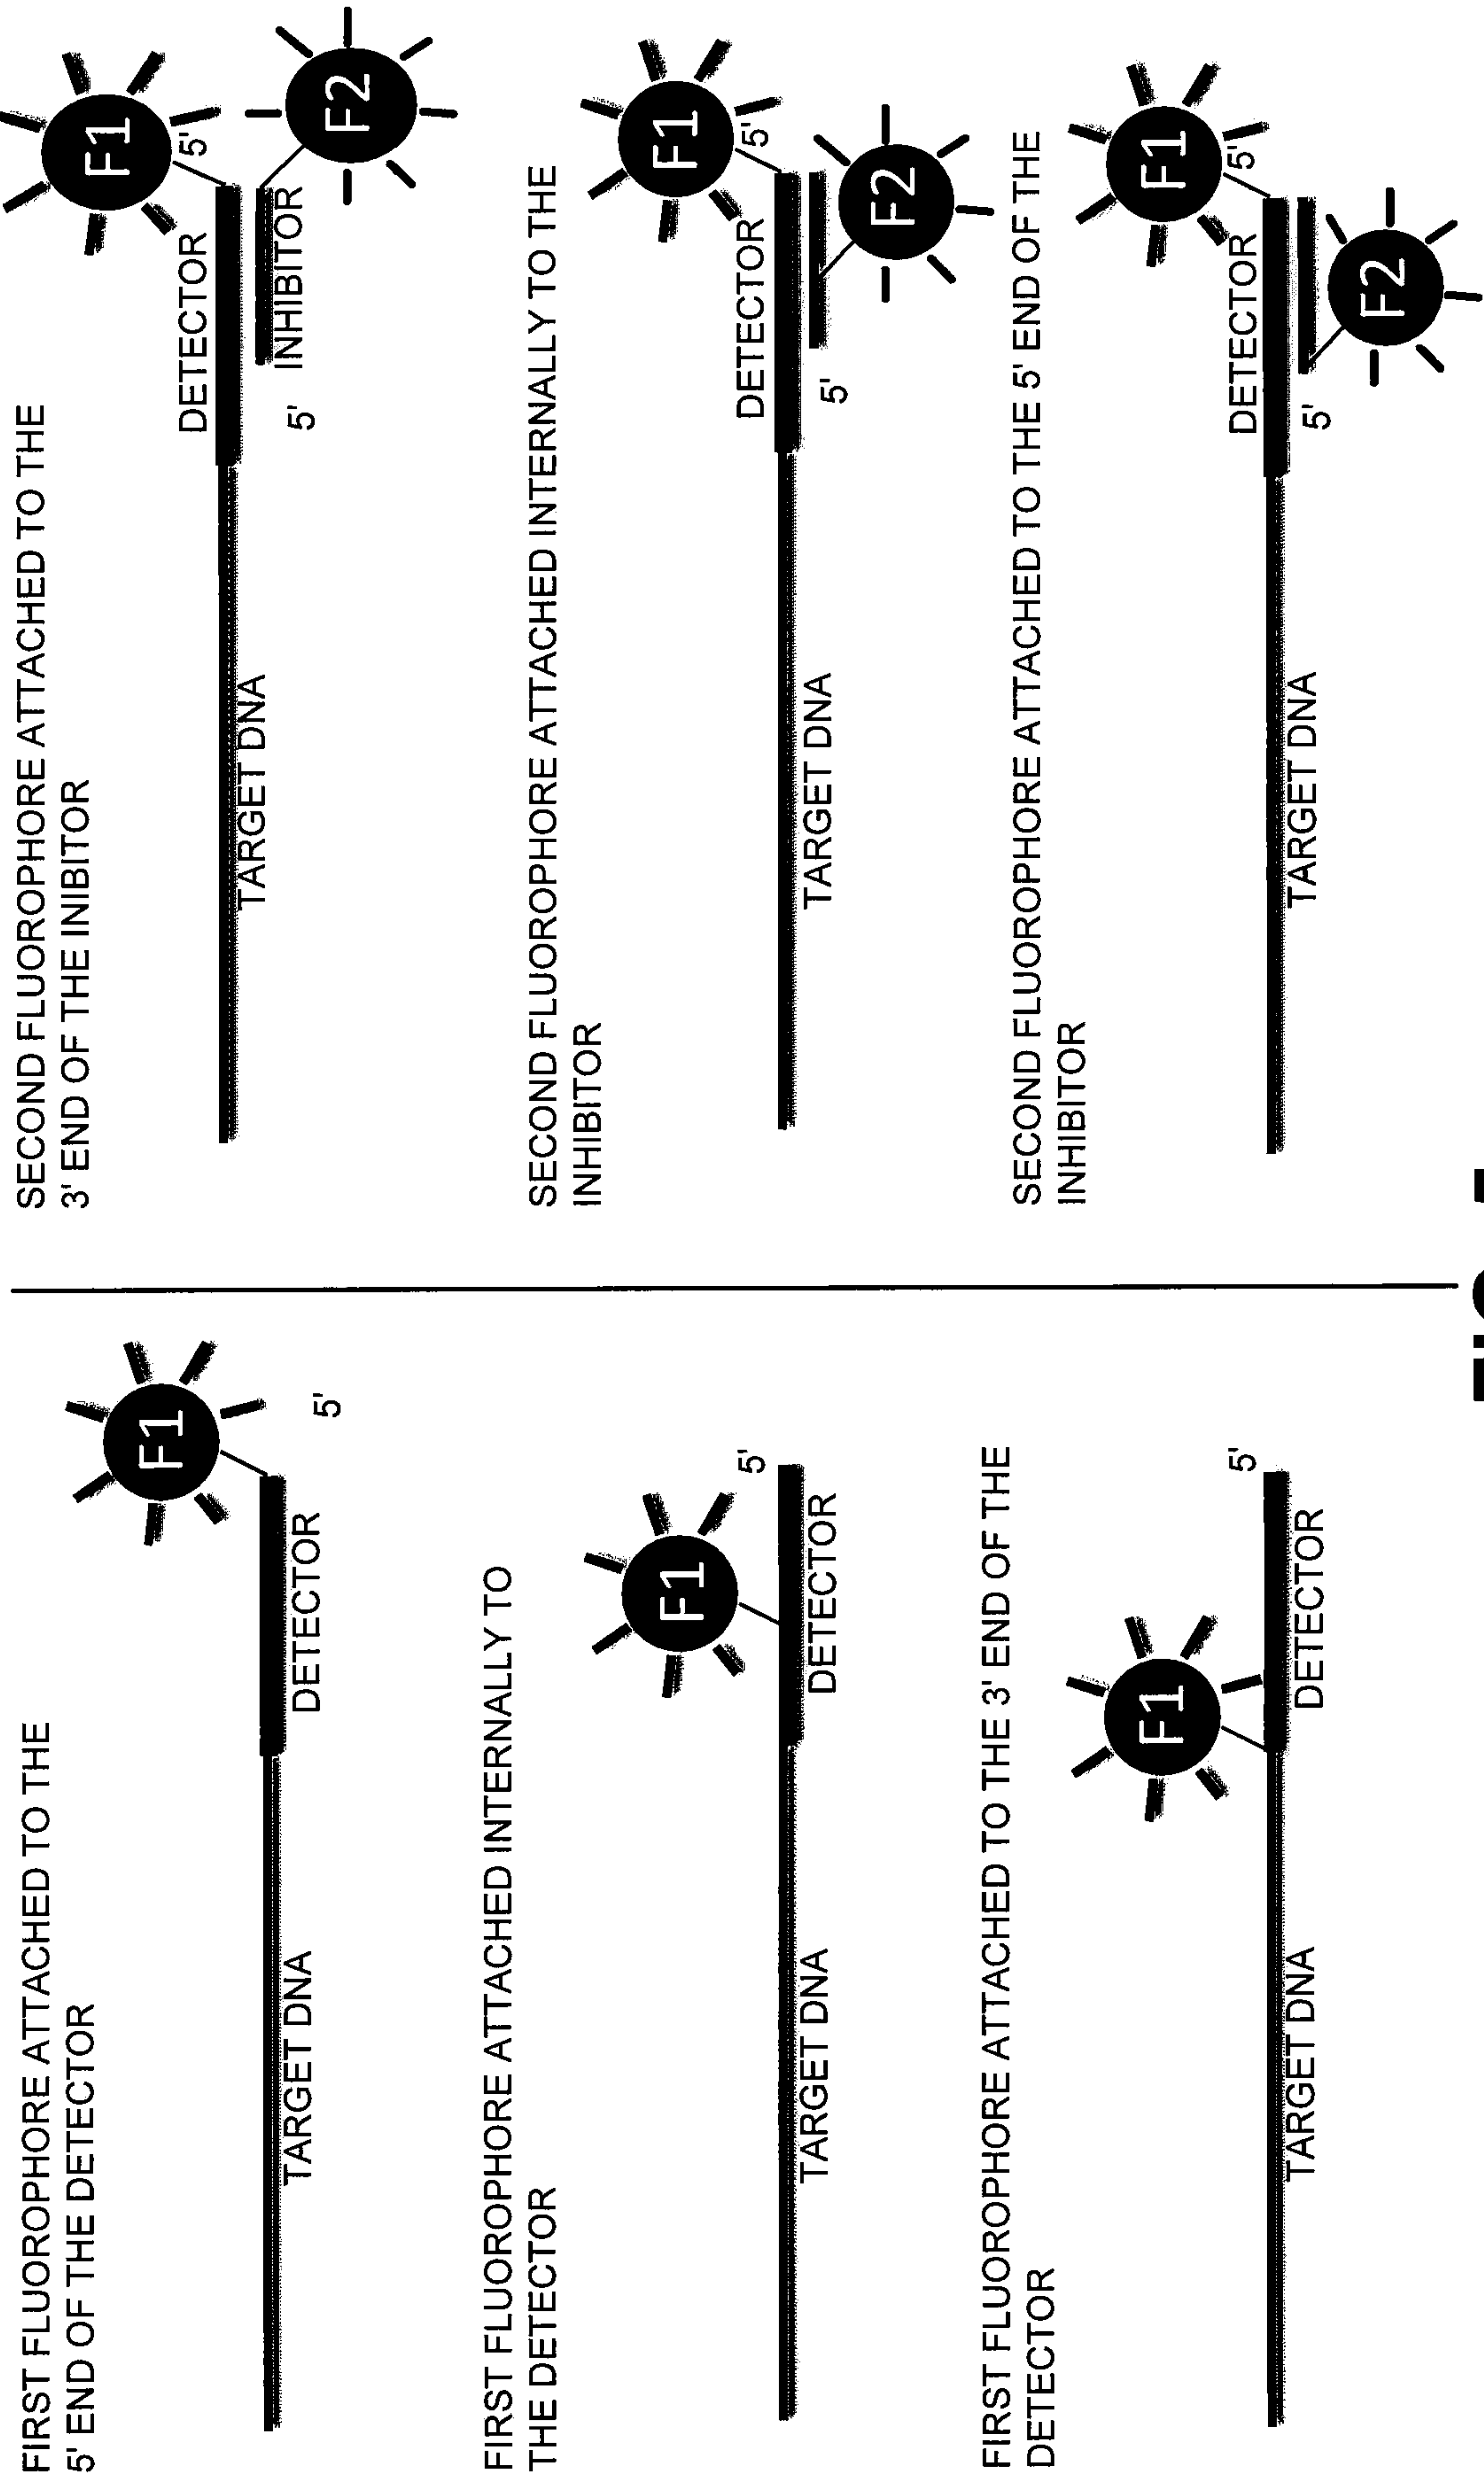 FIRST FLUOROPHORE ATTACHED TO THE
5' END OF THE DETECTOR
F1
5'
TARGET DNA
DETECTOR
FIRST FLUOROPHORE ATTACHED INTERNALLY TO
THE DETECTOR
F1
5'
TARGET DNA
DETECTOR
FIRST FLUOROPHORE ATTACHED TO THE 3' END OF THE
DETECTOR
F1
5'
TARGET DNA
DETECTOR
SECOND FLUOROPHORE ATTACHED TO THE
3' END OF THE INIBITOR
F1
DETECTOR
5'
TARGET DNA
INHIBITOR
5'
F2
SECOND FLUOROPHORE ATTACHED INTERNALLY TO THE
INHIBITOR
F1
DETECTOR
5'
TARGET DNA
5'
F2
SECOND FLUOROPHORE ATTACHED TO THE 5' END OF THE
INHIBITOR
F1
DETECTOR
5'
TARGET DNA
5'
F2